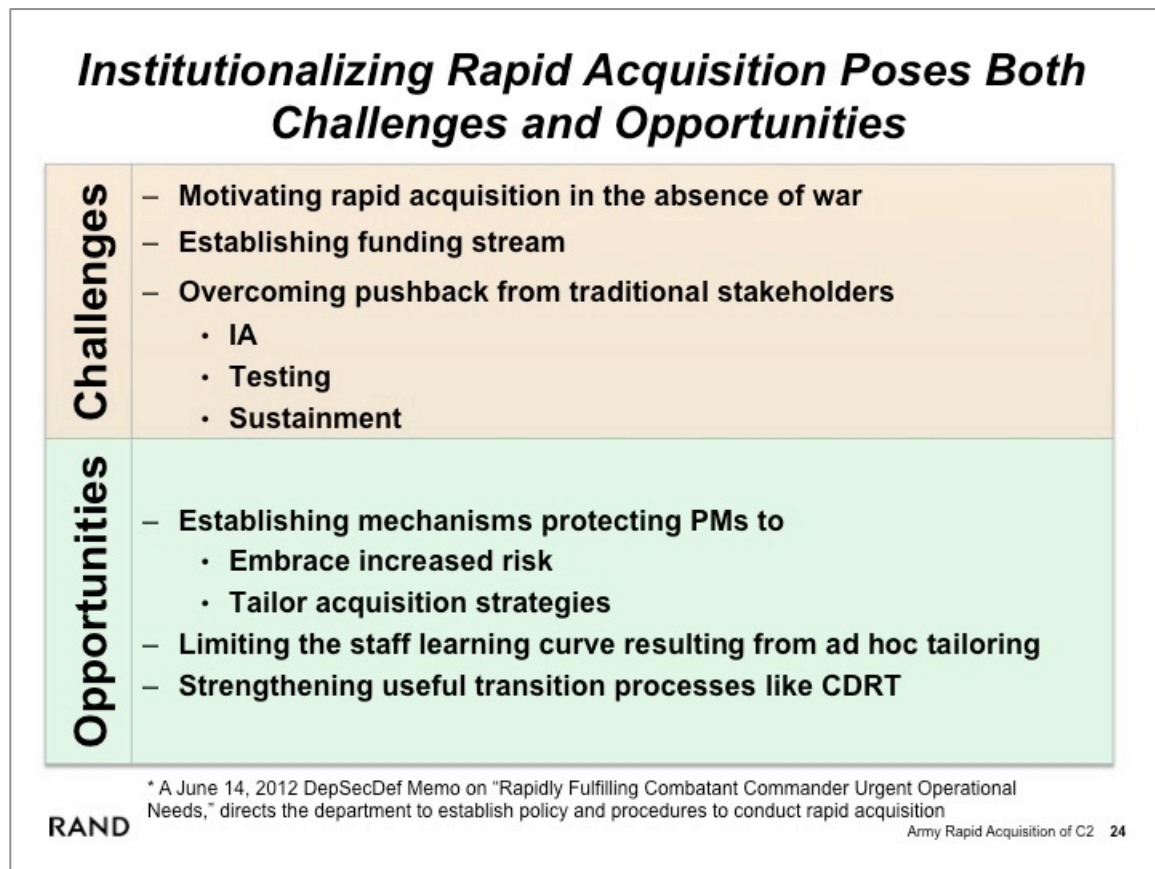 Institutionalizing Rapid Acquisition Poses Both
Challenges and Opportunities
Challenges
– Motivating rapid acquisition in the absence of war
– Establishing funding stream
– Overcoming pushback from traditional stakeholders
• IA
• Testing
• Sustainment
Opportunities
– Establishing mechanisms protecting PMs to
• Embrace increased risk
• Tailor acquisition strategies
– Limiting the staff learning curve resulting from ad hoc tailoring
– Strengthening useful transition processes like CDRT
* A June 14, 2012 DepSecDef Memo on "Rapidly Fulfilling Combatant Commander Urgent Operational
Needs," directs the department to establish policy and procedures to conduct rapid acquisition
RAND
Army Rapid Acquisition of C2 24